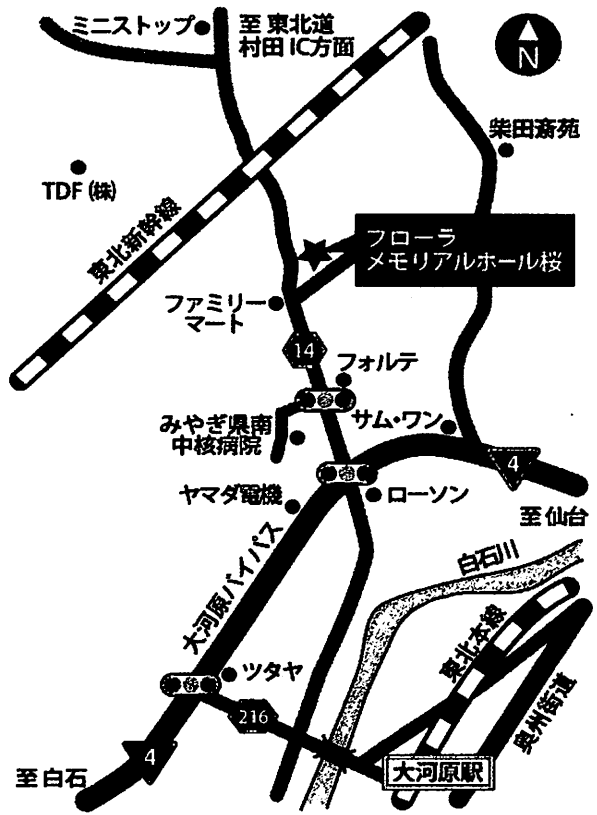 ミニストップ
至 東北道
村田 IC方面
N
柴田斎苑
TDF (株)
東北新幹線
フローラ
メモリアルホール桜
ファミリー
マート
14
フォルテ
みやぎ県南
中核病院
サム・ワン
4
ヤマダ電機
ローソン
至 仙台
大河原バイパス
白石川
東北本線
ツタヤ
216
奥州街道
4
至 白石
大河原駅